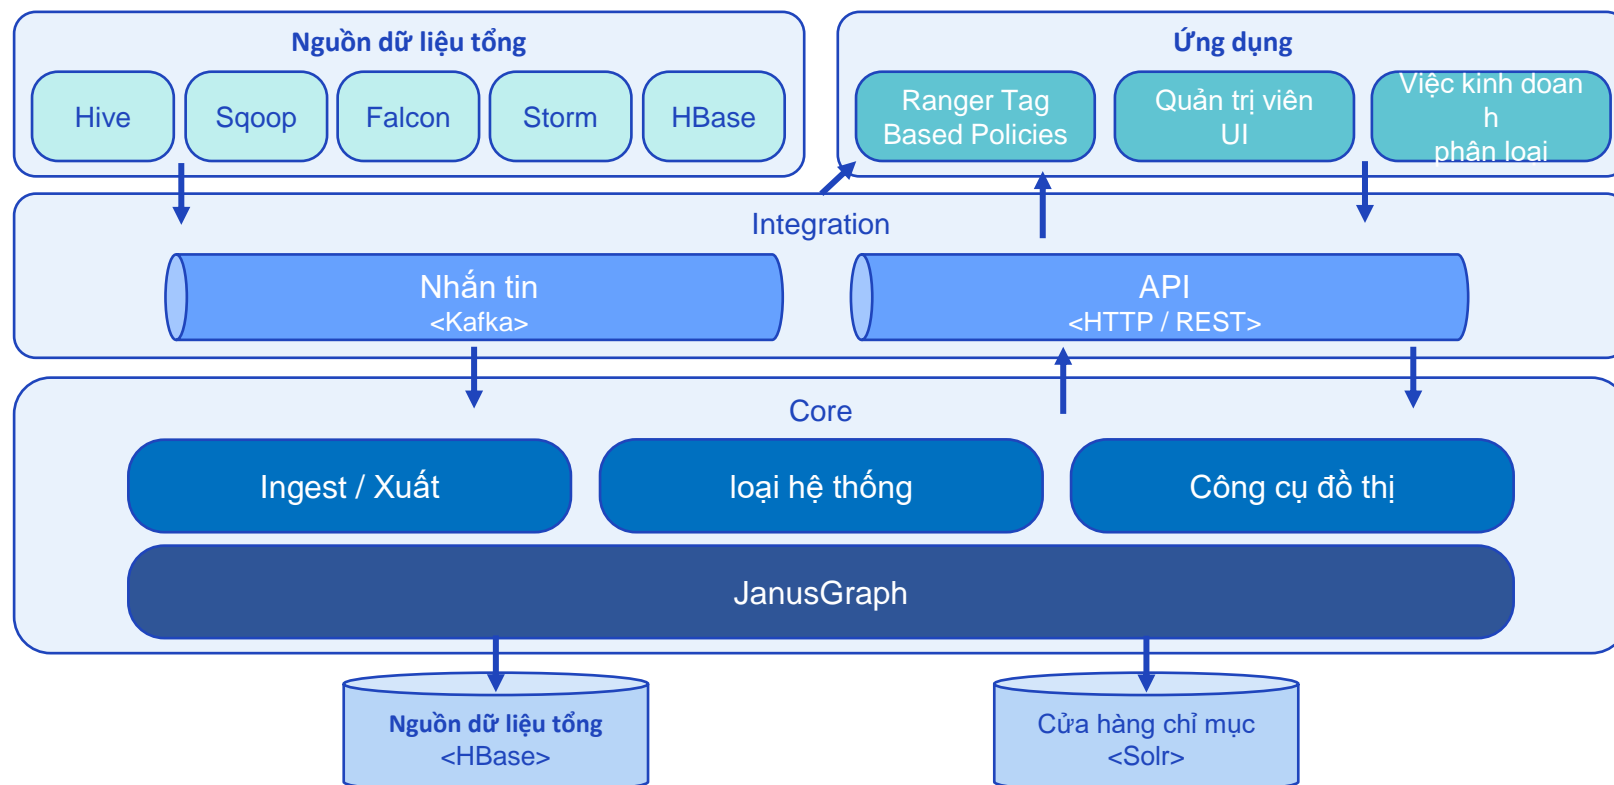 Nguồn dữ liệu tổng
Hive
Sqoop
Falcon
Storm
HBase
Ứng dụng
Ranger Tag
Based Policies
Quản trị viên
UI
Việc kinh doan
h
phân loại
Integration
Nhắn tin
<Kafka>
API
<HTTP / REST>
Core
Ingest / Xuất
loại hệ thống
Công cụ đồ thị
JanusGraph
Nguồn dữ liệu tổng
<HBase>
Cửa hàng chỉ mục
<Solr>